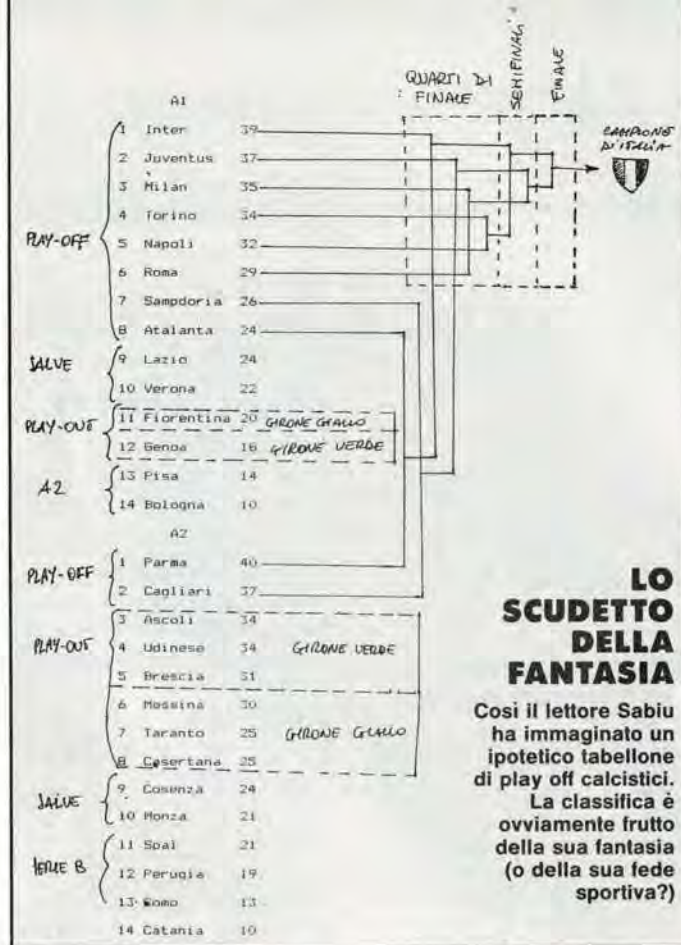 QUARTI DI
FINALE
SEMIFINALI
FINALE
CAMPIONE
D'ITALIA
A1
PLAY-OFF
1 Inter 39
2 Juventus 37
3 Milan 35
4 Torino 34
5 Napoli 32
6 Roma 29
7 Sampdoria 26
8 Atalanta 24
SALVE
9 Lazio 24
10 Verona 22
PLAY-OUT
11 Fiorentina 20 GIRONE GIALLO
12 Genoa 16 GIRONE VERDE
A2
13 Pisa 14
14 Bologna 10
A2
PLAY-OFF
1 Parma 40
2 Cagliari 37
PLAY-OUT
3 Ascoli 34
4 Udinese 34 GIRONE VERDE
5 Brescia 31
6 Messina 30
7 Taranto 25 GIRONE GIALLO
8 Casertana 25
SALVE
9 Cosenza 24
10 Monza 21
SERIE B
11 Spal 21
12 Perugia 19
13 Como 13
14 Catania 10
LO
SCUDETTO
DELLA
FANTASIA
Così il lettore Sabiu
ha immaginato un
ipotetico tabellone
di play off calcistici.
La classifica è
ovviamente frutto
della sua fantasia
(o della sua fede
sportiva?)